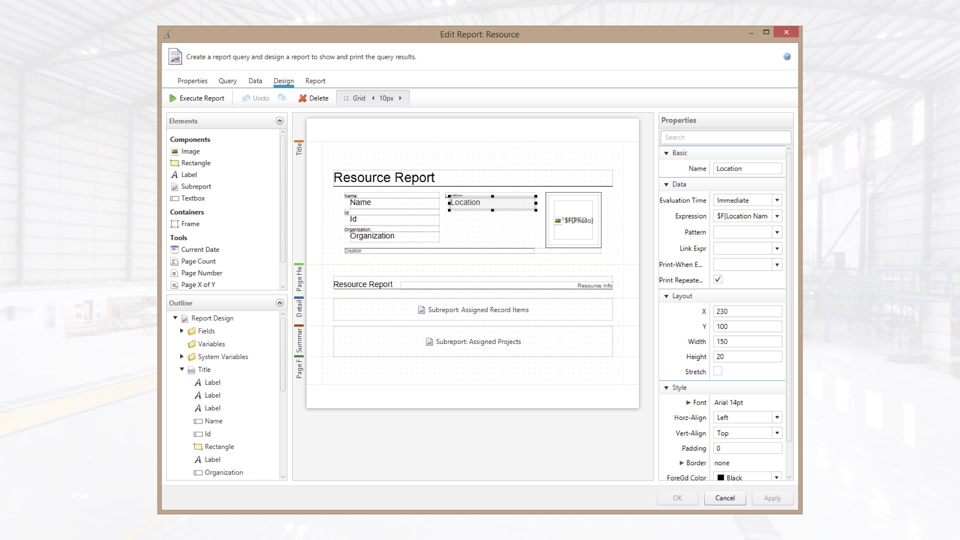 Edit Report: Resource
Create a report query and design a report to show and print the query results.
Properties Query Data Design Report
Execute Report Undo Delete Grid 10px
Elements
Components
Image
Rectangle
Label
Subreport
Textbox
Containers
Frame
Tools
Current Date
Page Count
Page Number
Page X of Y
Outline
Report Design
Fields
Variables
System Variables
Title
Label
Label
Label
Name
Id
Rectangle
Label
Organization
Title
Page He
Detail
Summar
Page F
Resource Report
Name:
Name
Location
Id:
Id
Organization:
Organization
Creation
$F{Photo}
Resource Report
Resource Info
Subreport: Assigned Record Items
Subreport: Assigned Projects
Properties
Search
Basic
Name Location
Data
Evaluation Time Immediate
Expression $F{Location Nam
Pattern
Link Expr
Print-When E...
Print Repeate...
Layout
X 230
Y 100
Width 150
Height 20
Stretch
Style
Font Arial 14pt
Horz-Align Left
Vert-Align Top
Padding 0
Border none
ForeGd Color Black
OK Cancel Apply